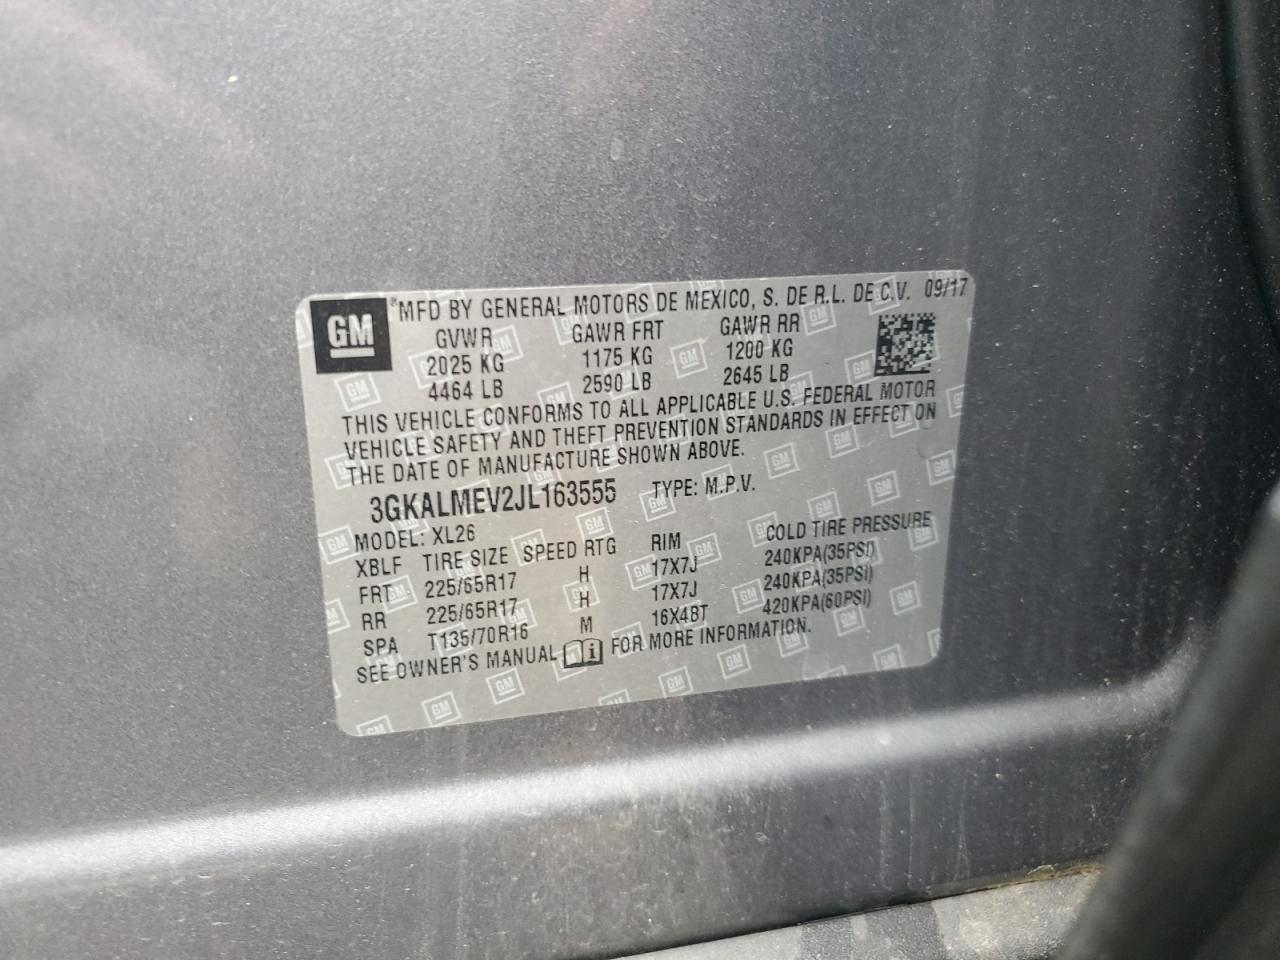 GM
®MFD BY GENERAL MOTORS DE MEXICO, S. DE R.L. DE C.V. 09/17
GVWR GAWR FRT GAWR RR
2025 KG 1175 KG 1200 KG
4464 LB 2590 LB 2645 LB
THIS VEHICLE CONFORMS TO ALL APPLICABLE U.S. FEDERAL MOTOR
VEHICLE SAFETY AND THEFT PREVENTION STANDARDS IN EFFECT ON
THE DATE OF MANUFACTURE SHOWN ABOVE.
3GKALMEV2JL163555 TYPE: M.P.V.
MODEL: XL26
XBLF TIRE SIZE SPEED RTG RIM COLD TIRE PRESSURE
FRT 225/65R17 H 17X7J 240KPA(35PSI)
RR 225/65R17 H 17X7J 240KPA(35PSI)
SPA T135/70R16 M 16X4BT 420KPA(60PSI)
SEE OWNER'S MANUAL FOR MORE INFORMATION.